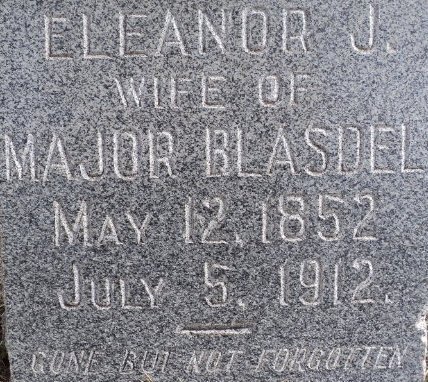 ELEANOR J.
WIFE OF
MAJOR BLASDEL
MAY 12, 1852
JULY 5, 1912.
GONE BUT NOT FORGOTTEN